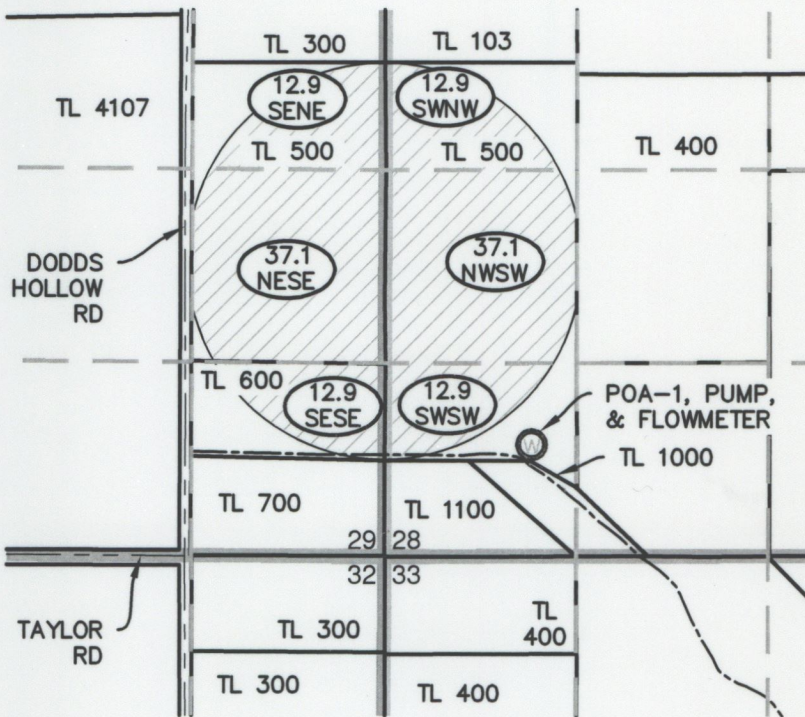 TL 300
TL 103
12.9
SENE
12.9
SWNW
TL 4107
TL 500
TL 500
TL 400
37.1
NESE
37.1
NWSW
DODDS
HOLLOW
RD
TL 600
12.9
SESE
12.9
SWSW
POA-1, PUMP,
& FLOWMETER
W
TL 1000
TL 700
TL 1100
29 28
32 33
TAYLOR
RD
TL 300
TL
400
TL 300
TL 400